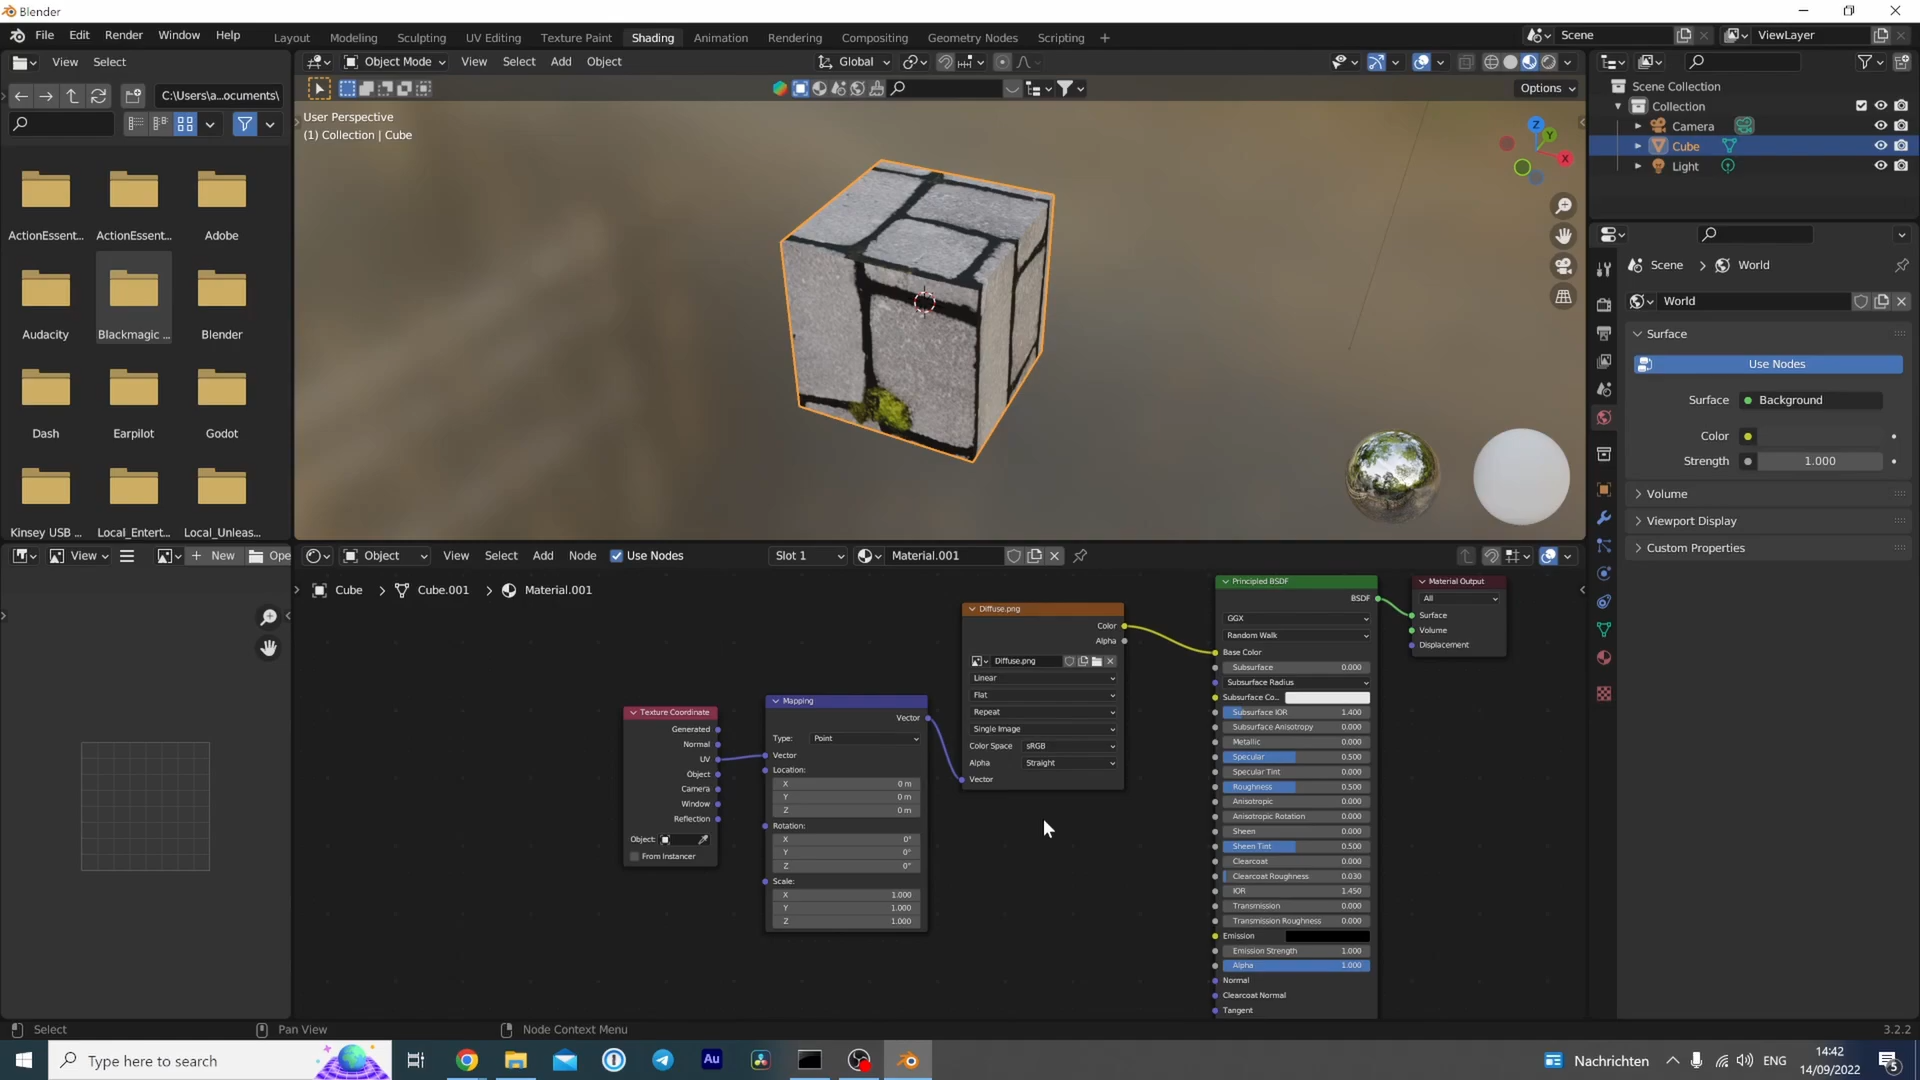 Blender
File Edit Render Window Help
Layout Modeling Sculpting UV Editing Texture Paint Shading Animation Rendering Compositing Geometry Nodes Scripting +
Scene
ViewLayer
View Select
Object Mode View Select Add Object
Global
C:\Users\a...ocuments\
Options
User Perspective
(1) Collection | Cube
Z
Y
X
Scene Collection
Collection
Camera
Cube
Light
ActionEssent...
ActionEssent...
Adobe
Audacity
Blackmagic ...
Blender
Dash
Earpilot
Godot
Kinsey USB ...
Local_Entert...
Local_Unleas...
Scene > World
World
Surface
Use Nodes
Surface Background
Color
Strength 1.000
Volume
Viewport Display
Custom Properties
View + New Ope
Object View Select Add Node Use Nodes Slot 1 Material.001
Cube > Cube.001 > Material.001
Texture Coordinate
Generated
Normal
UV
Object
Camera
Window
Reflection
Object:
From Instancer
Mapping
Vector
Type: Point
Vector
Location:
X 0 m
Y 0 m
Z 0 m
Rotation:
X 0°
Y 0°
Z 0°
Scale:
X 1.000
Y 1.000
Z 1.000
Diffuse.png
Color
Alpha
Diffuse.png
Linear
Flat
Repeat
Single Image
Color Space sRGB
Alpha Straight
Vector
Principled BSDF
BSDF
GGX
Random Walk
Base Color
Subsurface 0.000
Subsurface Radius
Subsurface Co...
Subsurface IOR 1.400
Subsurface Anisotropy 0.000
Metallic 0.000
Specular 0.500
Specular Tint 0.000
Roughness 0.500
Anisotropic 0.000
Anisotropic Rotation 0.000
Sheen 0.000
Sheen Tint 0.500
Clearcoat 0.000
Clearcoat Roughness 0.030
IOR 1.450
Transmission 0.000
Transmission Roughness 0.000
Emission
Emission Strength 1.000
Alpha 1.000
Normal
Clearcoat Normal
Tangent
Material Output
All
Surface
Volume
Displacement
Select Pan View Node Context Menu 3.2.2
Type here to search
Au
Nachrichten
ENG
14:42
14/09/2022
5